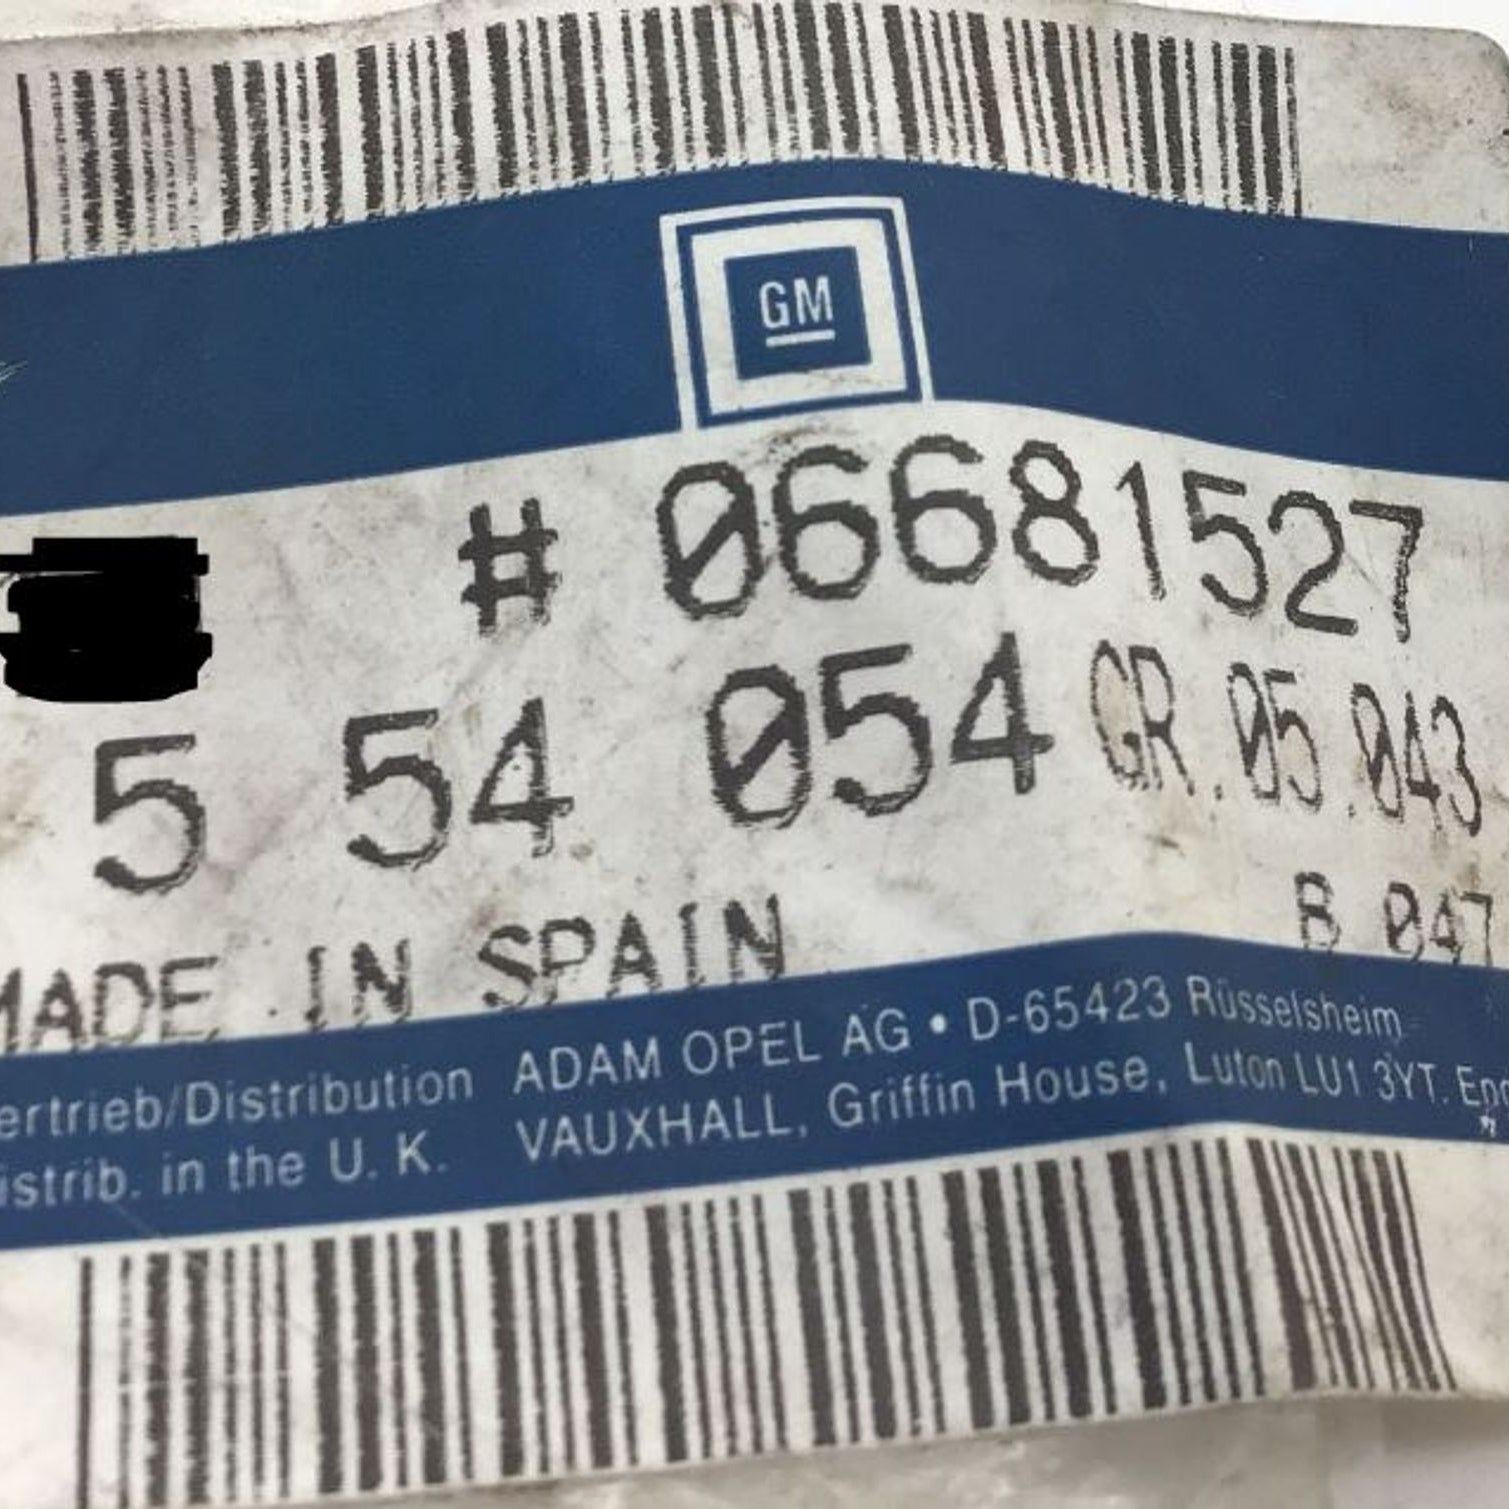 GM
# 06681527
5 54 054 GR.05.043
MADE IN SPAIN B 047
ertrieb/Distribution ADAM OPEL AG • D-65423 Rüsselsheim
istrib. in the U. K. VAUXHALL, Griffin House, Luton LU1 3YT. Eng